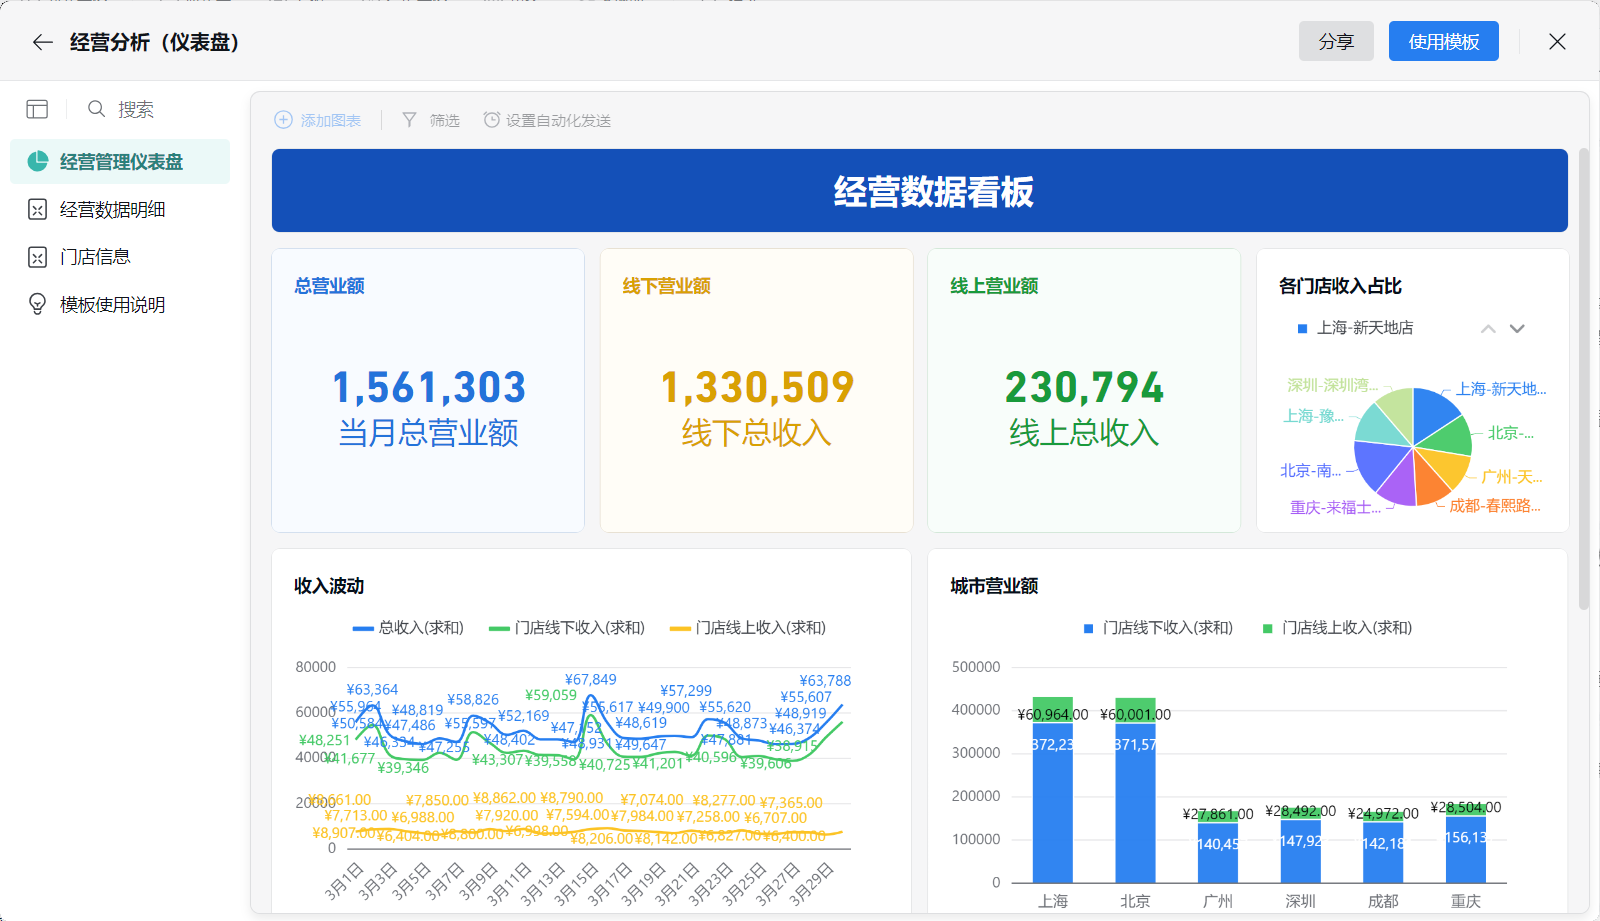 经营分析（仪表盘）
分享
使用模板
搜索
经营管理仪表盘
经营数据明细
门店信息
模板使用说明
添加图表
筛选
设置自动化发送
经营数据看板
总营业额
1,561,303
当月总营业额
线下营业额
1,330,509
线下总收入
线上营业额
230,794
线上总收入
各门店收入占比
上海-新天地店
深圳-深圳湾...
上海-新天地...
上海-豫...
北京-...
北京-南...
广州-天...
重庆-来福士...
成都-春熙路...
收入波动
总收入(求和)
门店线下收入(求和)
门店线上收入(求和)
80000
60000
40000
20000
0
¥63,364
¥55,964
¥50,584
¥48,819
¥47,486
¥46,334
¥47,255
¥58,826
¥55,597
¥52,169
¥48,402
¥67,849
¥55,617
¥48,931
¥48,619
¥49,647
¥49,900
¥57,299
¥55,620
¥48,873
¥47,881
¥63,788
¥55,607
¥48,919
¥46,374
¥48,251
¥41,677
¥39,346
¥43,307
¥59,059
¥39,558
¥40,725
¥41,201
¥40,596
¥39,606
¥38,915
¥7,850.00
¥8,862.00
¥8,790.00
¥7,074.00
¥8,277.00
¥7,365.00
¥7,713.00
¥6,988.00
¥7,920.00
¥7,594.00
¥7,984.00
¥7,258.00
¥6,707.00
¥8,907.00
¥6,404.00
¥8,800.00
¥6,998.00
¥8,206.00
¥8,142.00
¥6,827.00
¥6,400.00
3月1日
3月3日
3月5日
3月7日
3月9日
3月11日
3月13日
3月15日
3月17日
3月19日
3月21日
3月23日
3月25日
3月27日
3月29日
城市营业额
门店线下收入(求和)
门店线上收入(求和)
500000
400000
300000
200000
100000
0
¥60,964.00
¥60,001.00
¥27,861.00
¥28,492.00
¥24,972.00
¥28,504.00
372,23
371,57
140,45
147,92
142,18
156,13
上海
北京
广州
深圳
成都
重庆